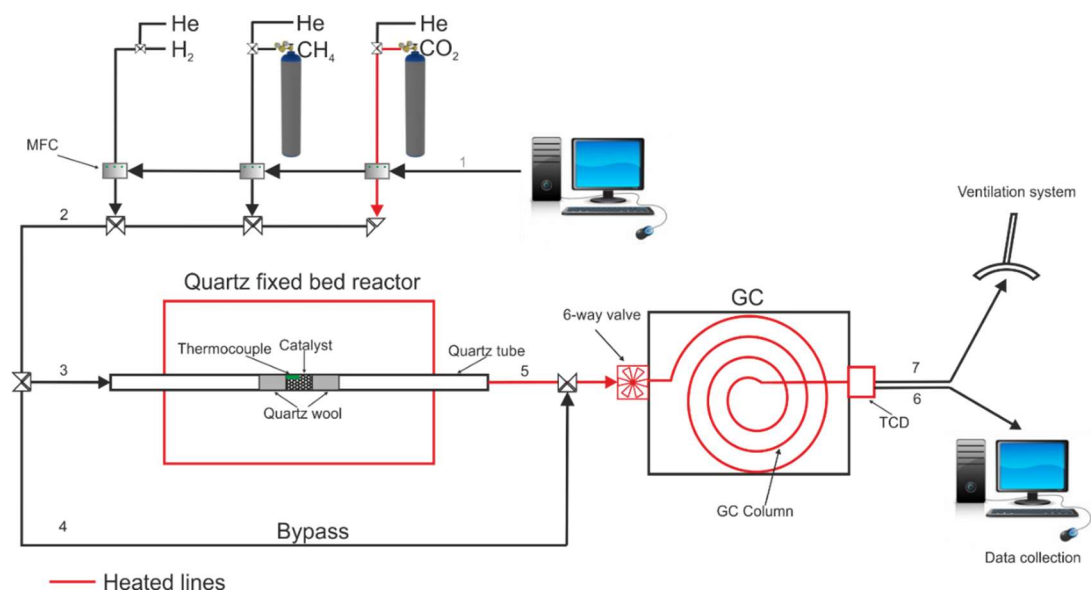 He
H2
He
CH4
He
CO2
MFC
1
2
Ventilation system
Quartz fixed bed reactor
GC
6-way valve
Thermocouple
Catalyst
Quartz tube
3
5
7
6
Quartz wool
TCD
GC Column
4
Bypass
Data collection
Heated lines